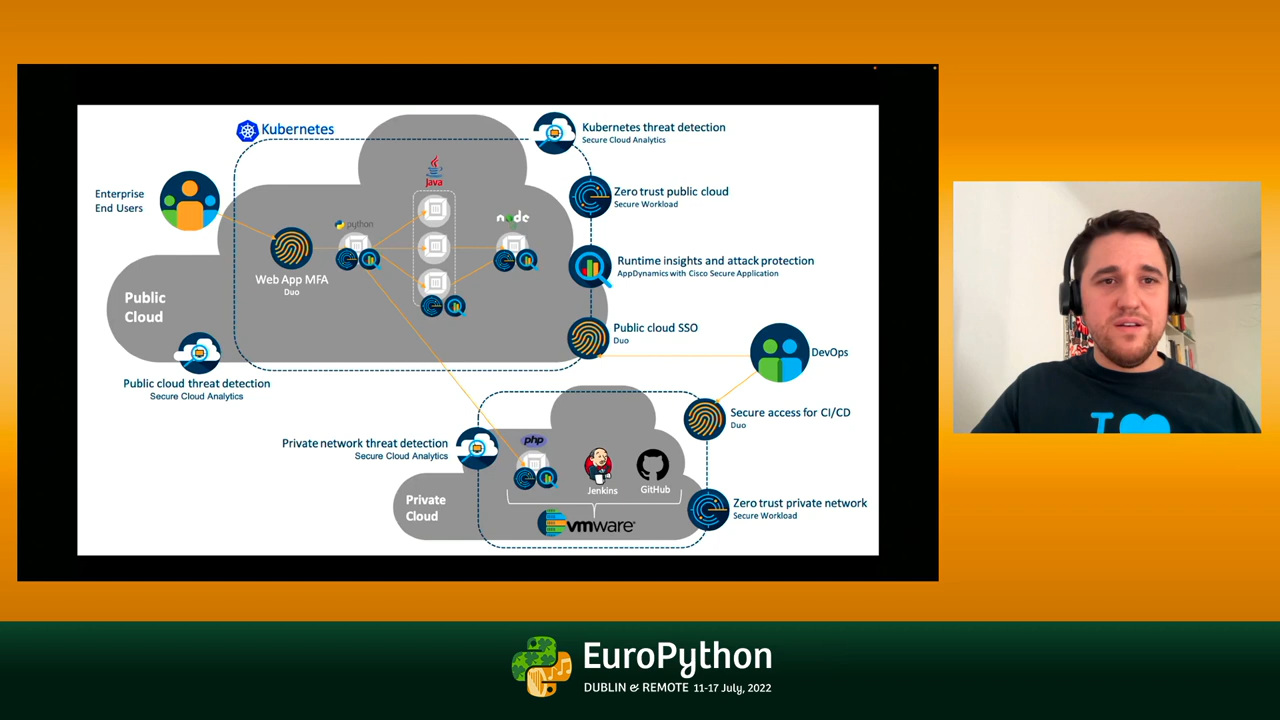 Kubernetes
Kubernetes threat detection
Secure Cloud Analytics
Java
Enterprise
End Users
Zero trust public cloud
Secure Workload
python
node
Runtime insights and attack protection
AppDynamics with Cisco Secure Application
Web App MFA
Duo
Public
Cloud
Public cloud SSO
Duo
DevOps
Public cloud threat detection
Secure Cloud Analytics
Secure access for CI/CD
Duo
Private network threat detection
Secure Cloud Analytics
php
Jenkins
GitHub
Private
Cloud
vmware®
Zero trust private network
Secure Workload
I
EuroPython
DUBLIN & REMOTE 11-17 July, 2022